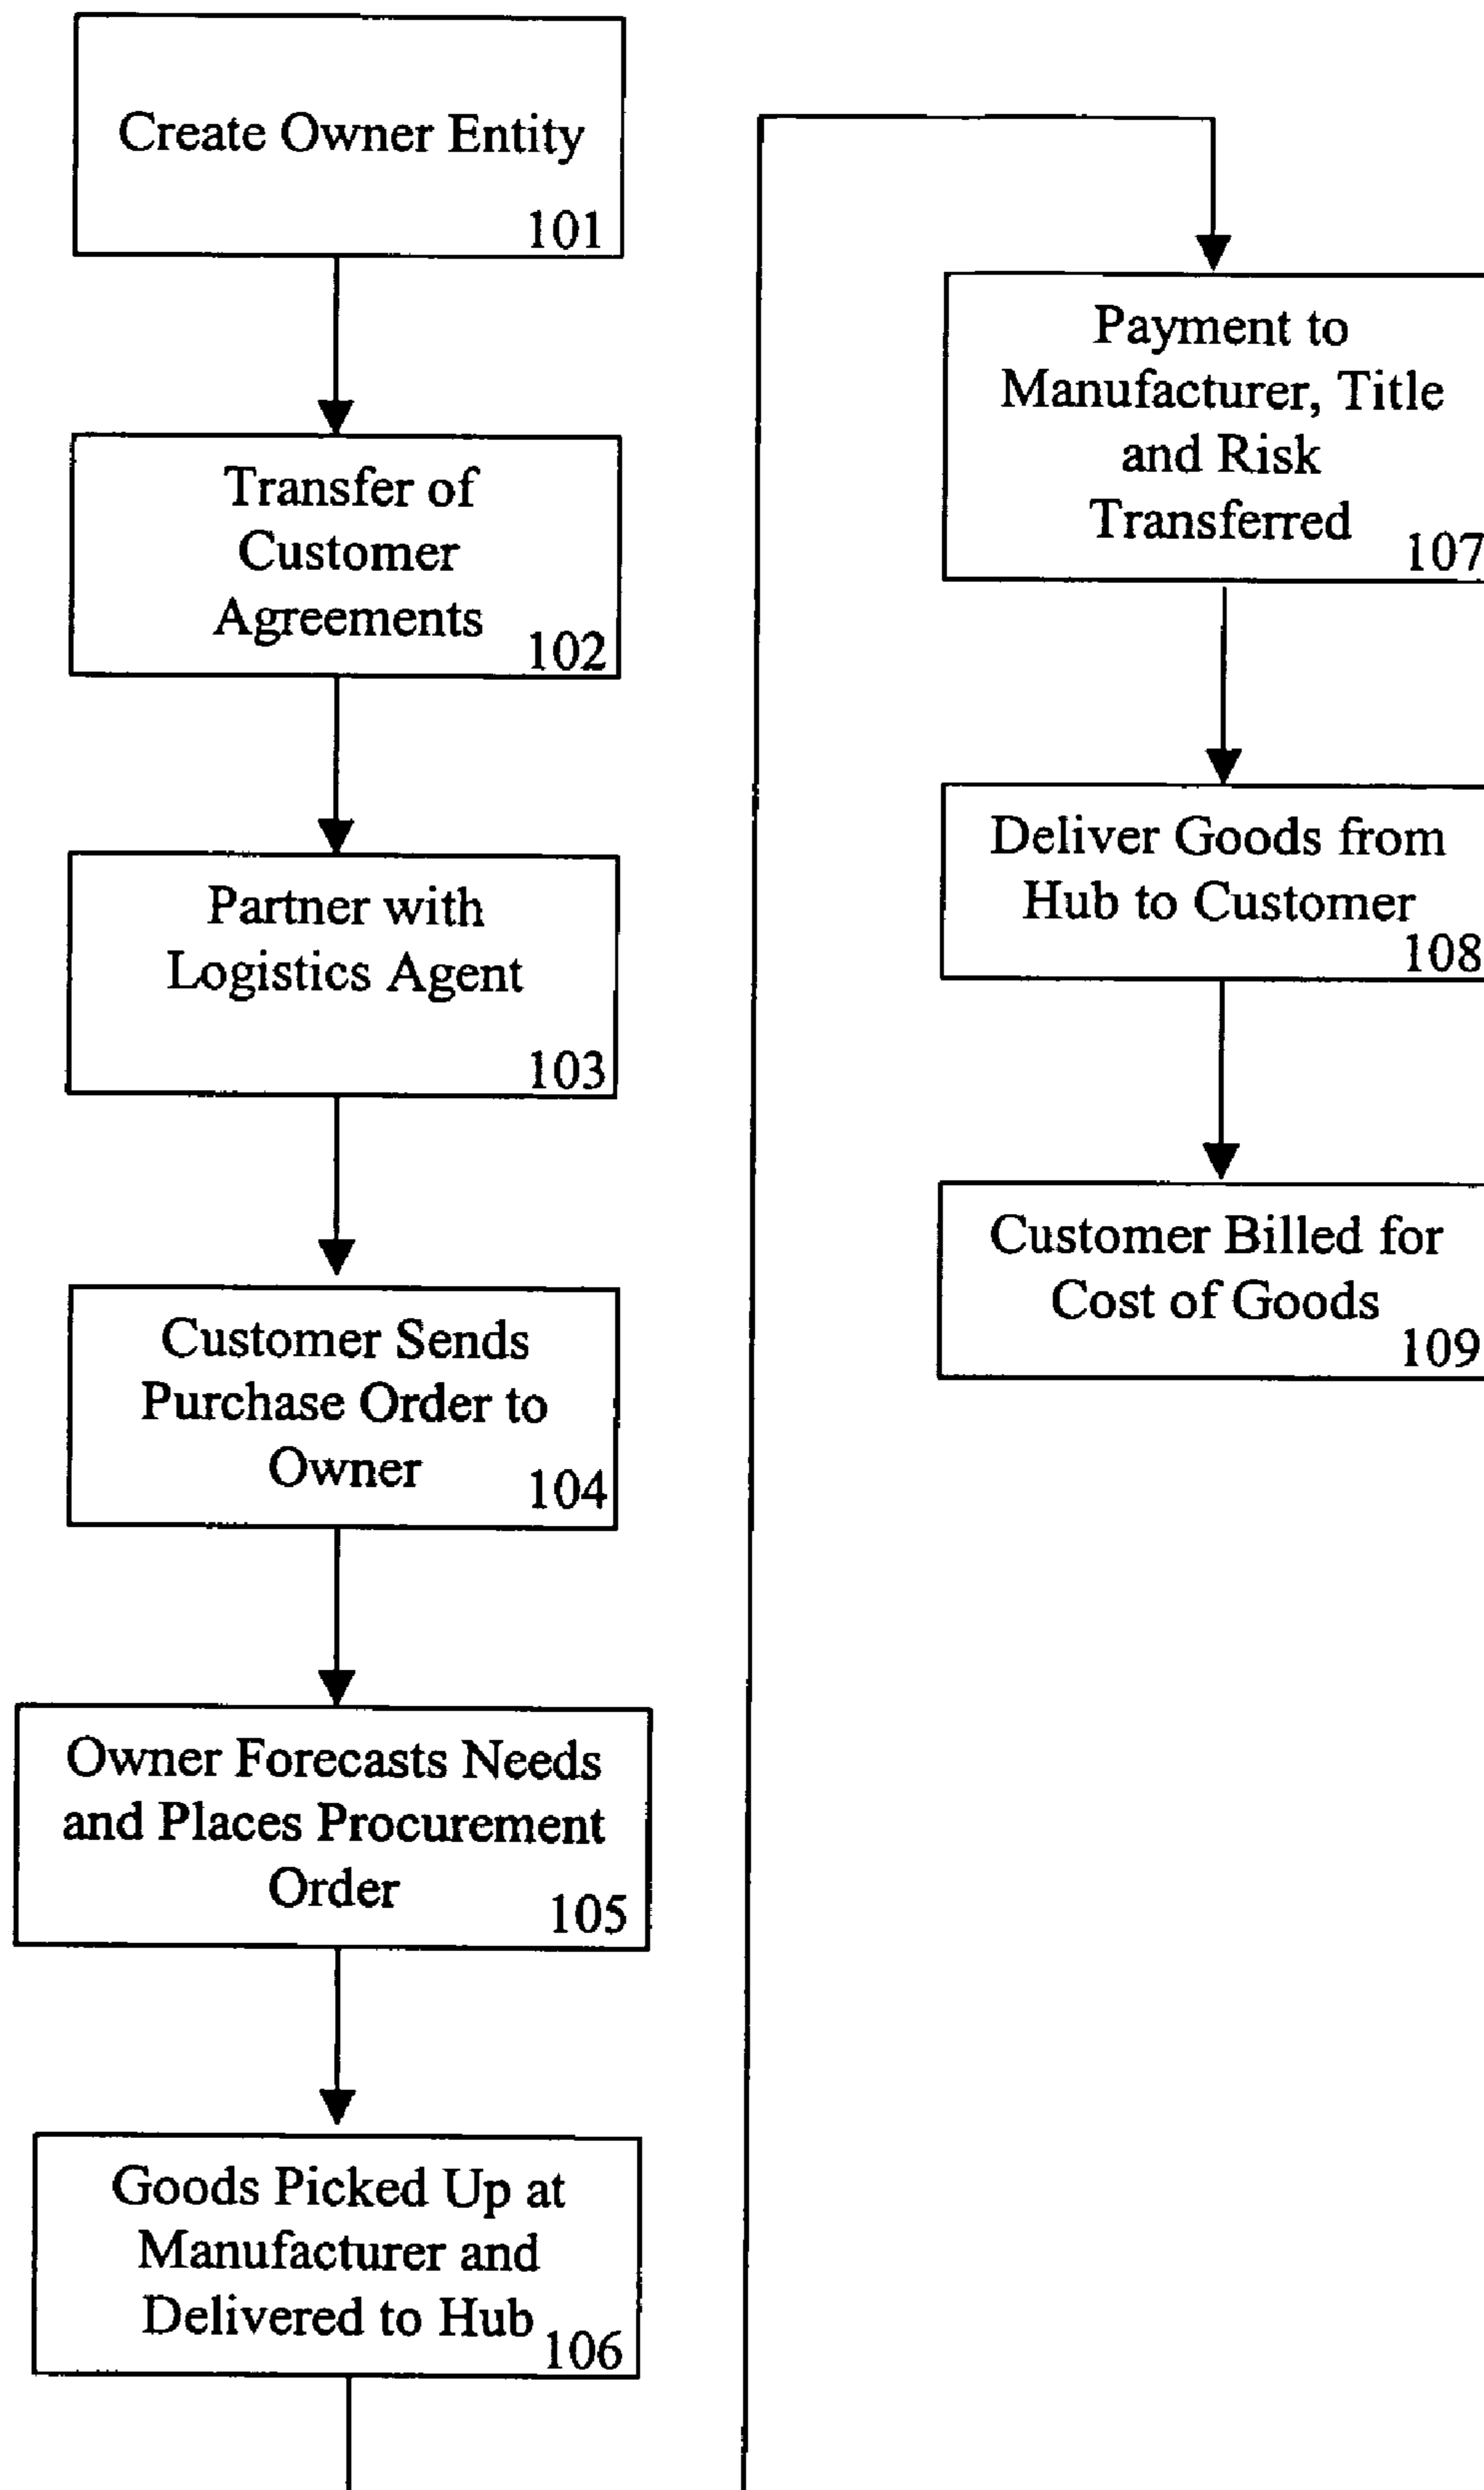 Create Owner Entity
101
Transfer of
Customer
Agreements
102
Partner with
Logistics Agent
103
Customer Sends
Purchase Order to
Owner
104
Owner Forecasts Needs
and Places Procurement
Order
105
Goods Picked Up at
Manufacturer and
Delivered to Hub
106
Payment to
Manufacturer, Title
and Risk
Transferred
107
Deliver Goods from
Hub to Customer
108
Customer Billed for
Cost of Goods
109